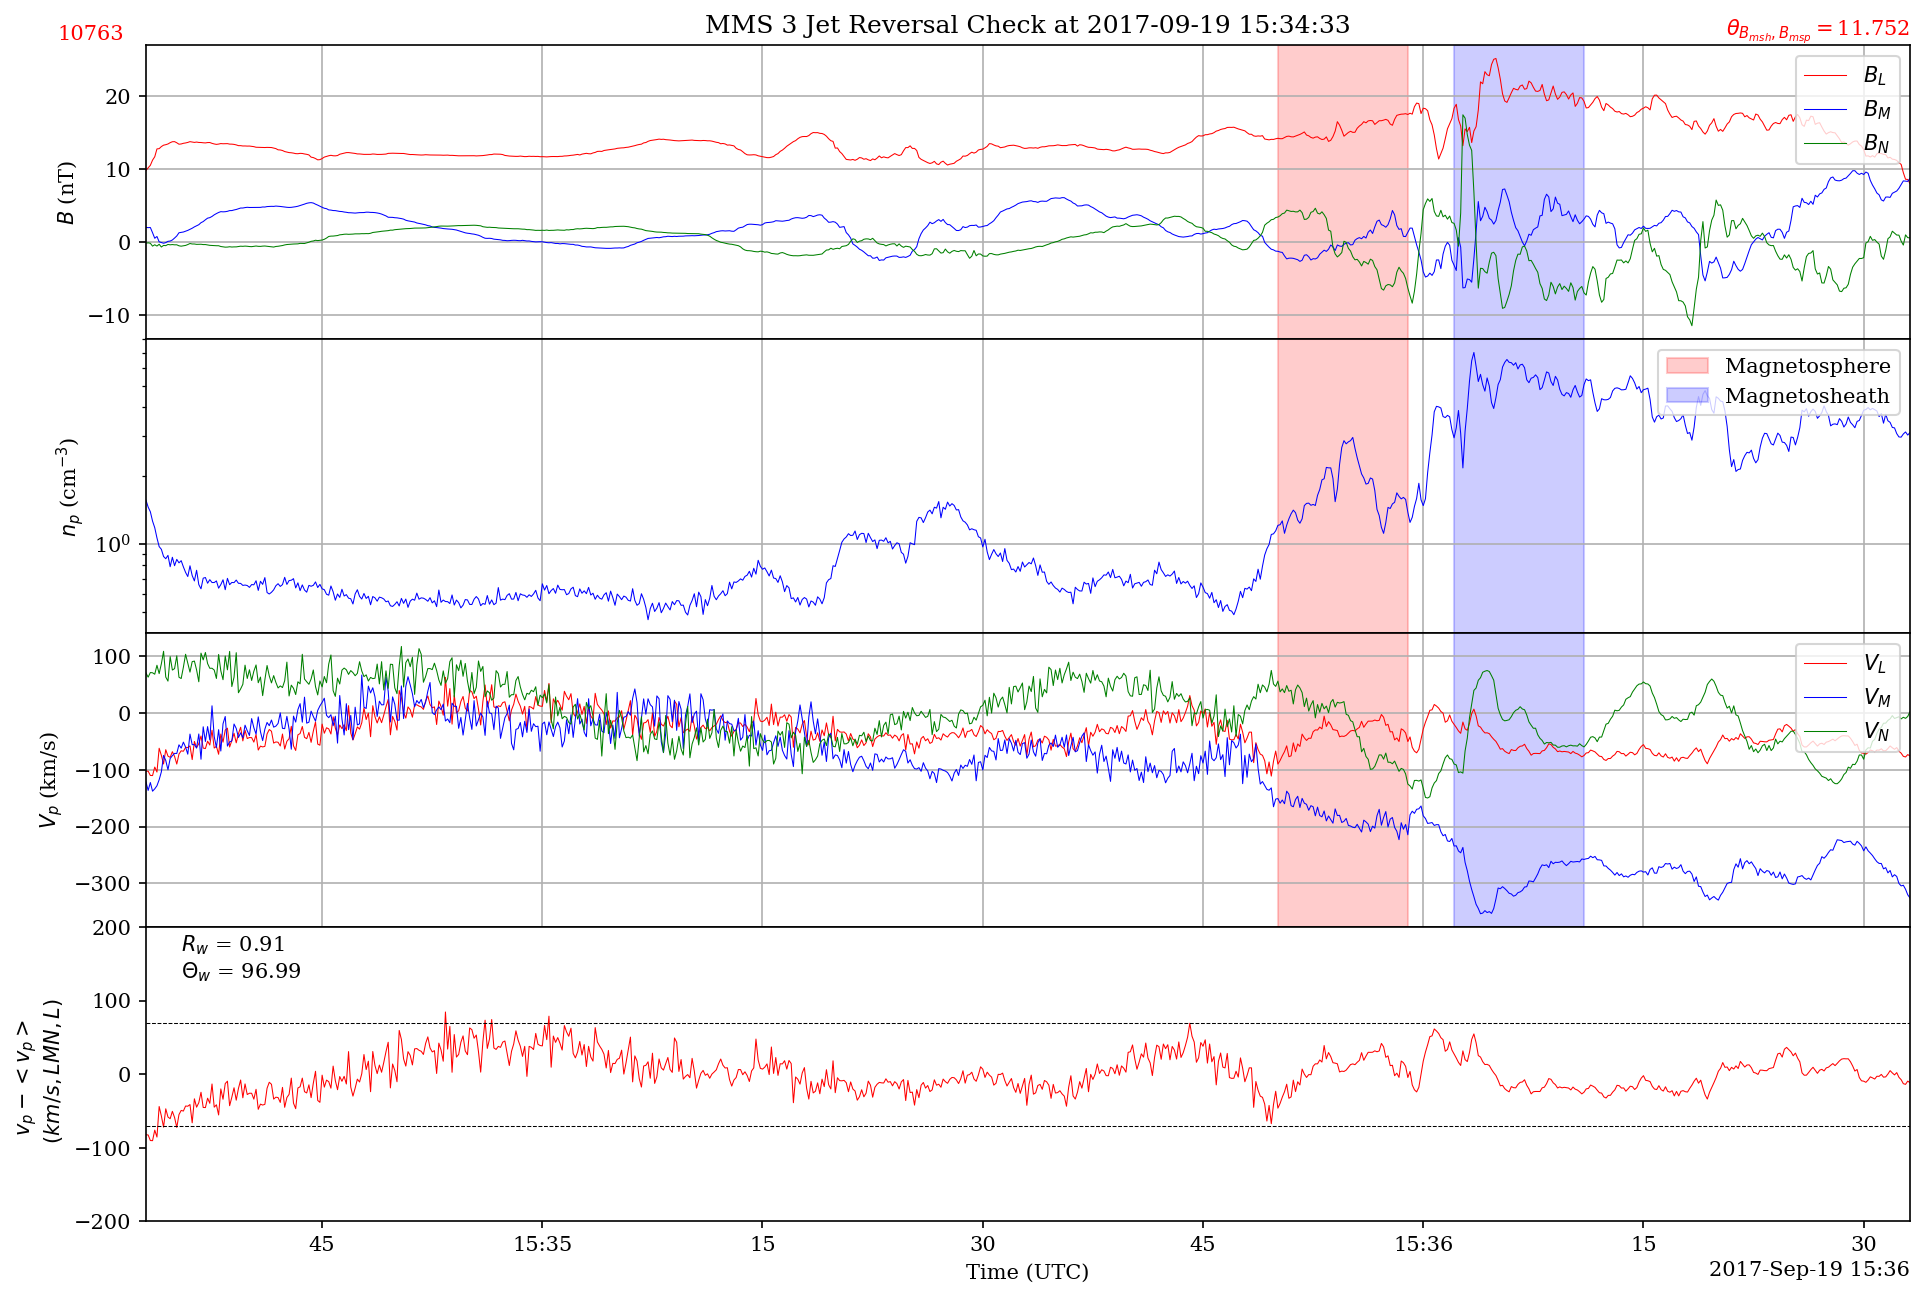 MMS 3 Jet Reversal Check at 2017-09-19 15:34:33
10763
θ_{B_{msh}, B_{msp}} = 11.752
B (nT)
20
10
0
−10
B_L
B_M
B_N
n_p (cm^{−3})
10^0
Magnetosphere
Magnetosheath
V_p (km/s)
100
0
−100
−200
−300
V_L
V_M
V_N
v_p − < v_p >
(km/s, LMN, L)
200
100
0
−100
−200
R_w = 0.91
Θ_w = 96.99
45
15:35
15
30
45
15:36
15
30
Time (UTC)
2017-Sep-19 15:36